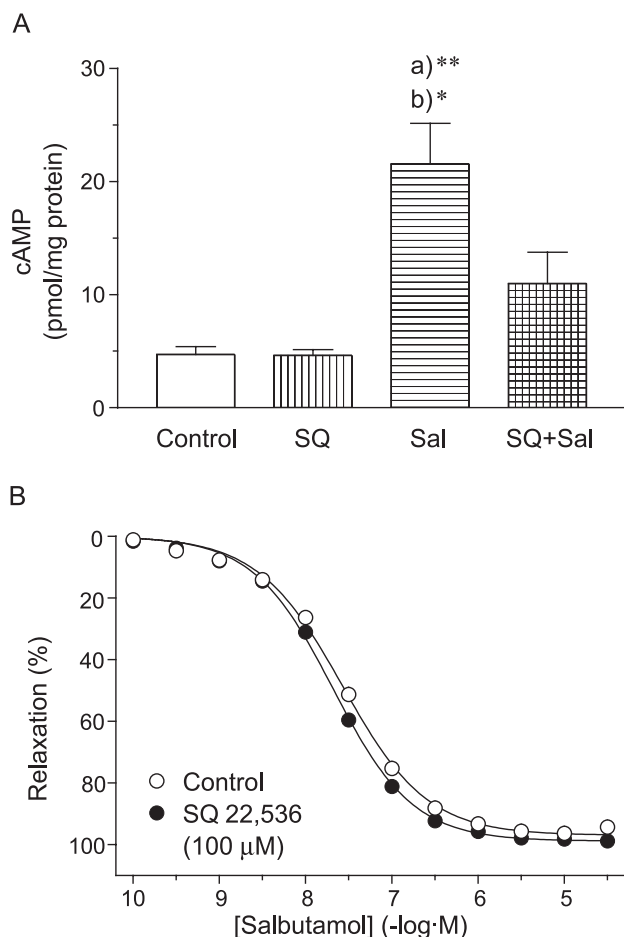 A
30
20
10
0
cAMP
(pmol/mg protein)
a)**
b)*
Control SQ Sal SQ+Sal
B
0
20
40
60
80
100
Relaxation (%)
Control
SQ 22,536
(100 μM)
10 9 8 7 6 5
[Salbutamol] (-log·M)